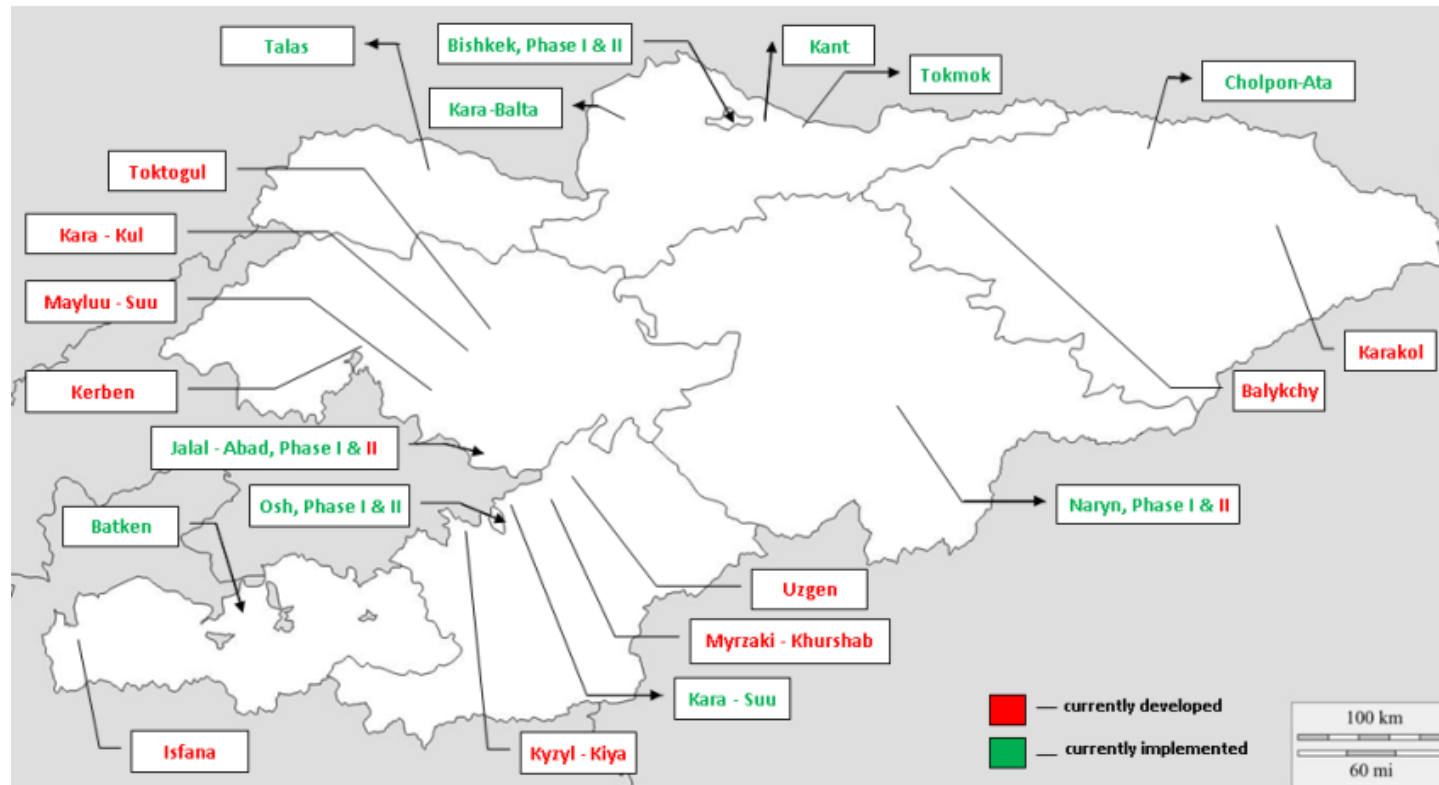 Talas
Bishkek, Phase I & II
Kant
Tokmok
Cholpon-Ata
Kara-Balta
Toktogul
Kara - Kul
Mayluu - Suu
Kerben
Karakol
Balykchy
Jalal - Abad, Phase I & II
Osh, Phase I & II
Batken
Naryn, Phase I & II
Uzgen
Myrzaki - Khurshab
Kara - Suu
Isfana
Kyzyl - Kiya
— currently developed
— currently implemented
100 km
60 mi